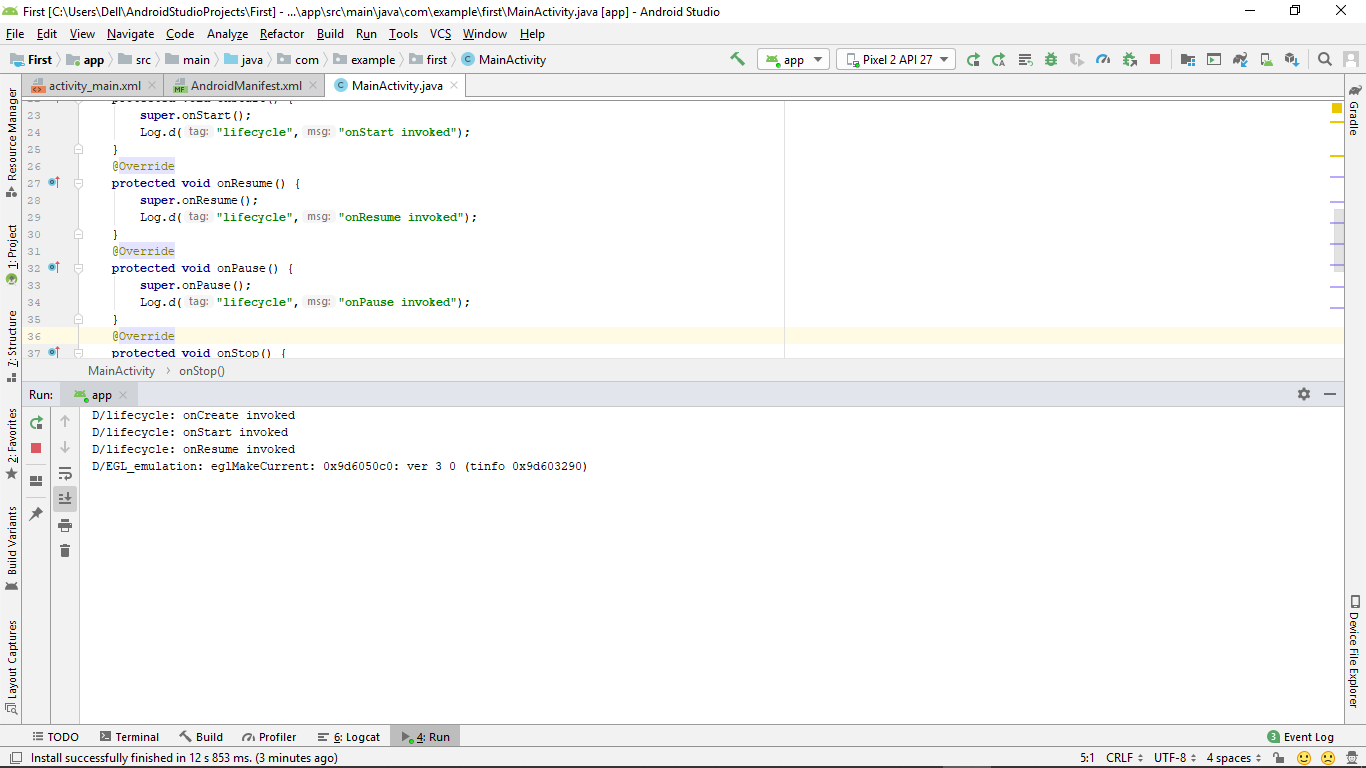 First [C:\Users\Dell\AndroidStudioProjects\First] - ...\app\src\main\java\com\example\first\MainActivity.java [app] - Android Studio
File Edit View Navigate Code Analyze Refactor Build Run Tools VCS Window Help
First app src main java com example first MainActivity app Pixel 2 API 27
activity_main.xml AndroidManifest.xml MainActivity.java
23 super.onStart();
24 Log.d( tag: "lifecycle", msg: "onStart invoked");
25 }
26 @Override
27 protected void onResume() {
28 super.onResume();
29 Log.d( tag: "lifecycle", msg: "onResume invoked");
30 }
31 @Override
32 protected void onPause() {
33 super.onPause();
34 Log.d( tag: "lifecycle", msg: "onPause invoked");
35 }
36 @Override
37 protected void onStop() {
MainActivity > onStop()
Run: app
D/lifecycle: onCreate invoked
D/lifecycle: onStart invoked
D/lifecycle: onResume invoked
D/EGL_emulation: eglMakeCurrent: 0x9d6050c0: ver 3 0 (tinfo 0x9d603290)
Resource Manager
1: Project
7: Structure
2: Favorites
Build Variants
Layout Captures
Gradle
Device File Explorer
TODO Terminal Build Profiler 6: Logcat 4: Run 3 Event Log
Install successfully finished in 12 s 853 ms. (3 minutes ago) 5:1 CRLF UTF-8 4 spaces